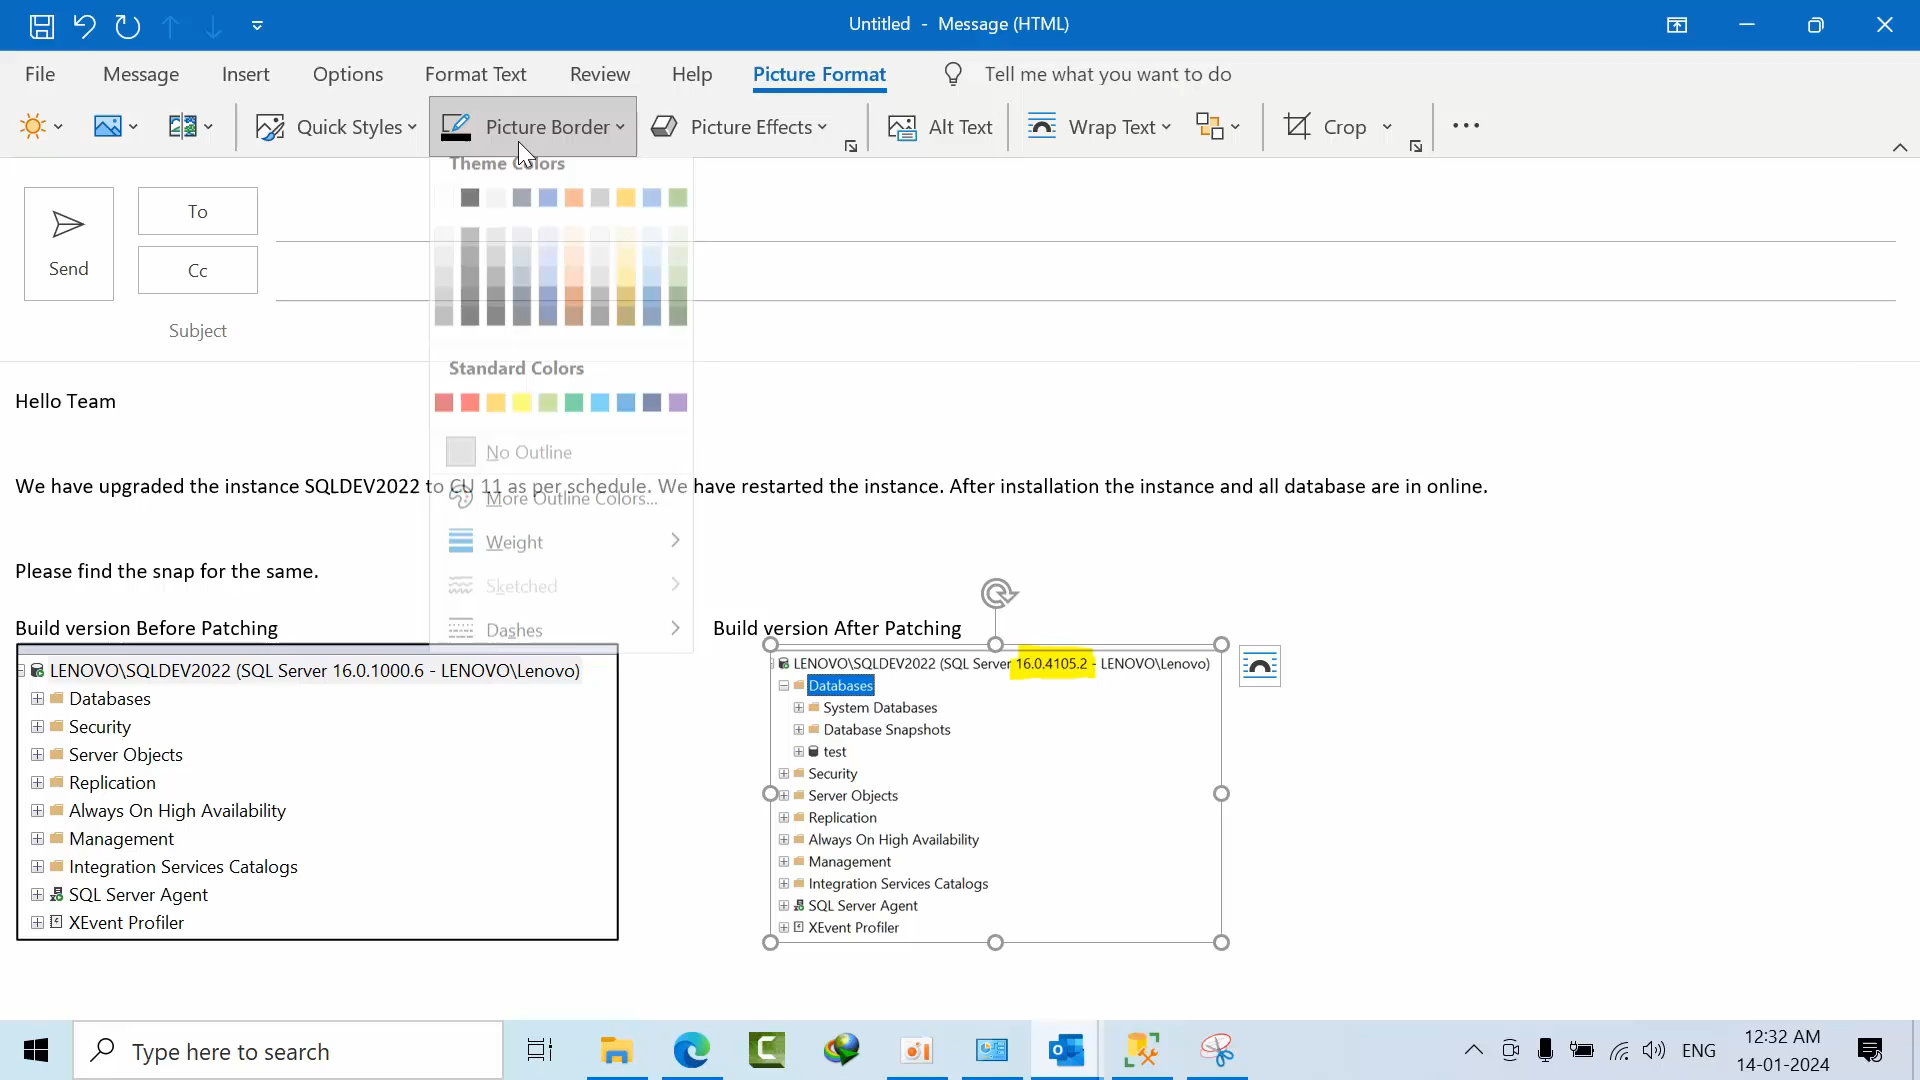 Untitled - Message (HTML)
File Message Insert Options Format Text Review Help Picture Format Tell me what you want to do
Quick Styles Picture Border Picture Effects Alt Text Wrap Text Crop
Theme Colors
Send
To
Cc
Subject
Standard Colors
No Outline
More Outline Colors...
Weight
Sketched
Dashes
Hello Team
We have upgraded the instance SQLDEV2022 to CU 11 as per schedule. We have restarted the instance. After installation the instance and all database are in online.
Please find the snap for the same.
Build version Before Patching Build version After Patching
LENOVO\SQLDEV2022 (SQL Server 16.0.1000.6 - LENOVO\Lenovo)
Databases
Security
Server Objects
Replication
Always On High Availability
Management
Integration Services Catalogs
SQL Server Agent
XEvent Profiler
LENOVO\SQLDEV2022 (SQL Server 16.0.4105.2 - LENOVO\Lenovo)
Databases
System Databases
Database Snapshots
test
Security
Server Objects
Replication
Always On High Availability
Management
Integration Services Catalogs
SQL Server Agent
XEvent Profiler
Type here to search
ENG
12:32 AM
14-01-2024